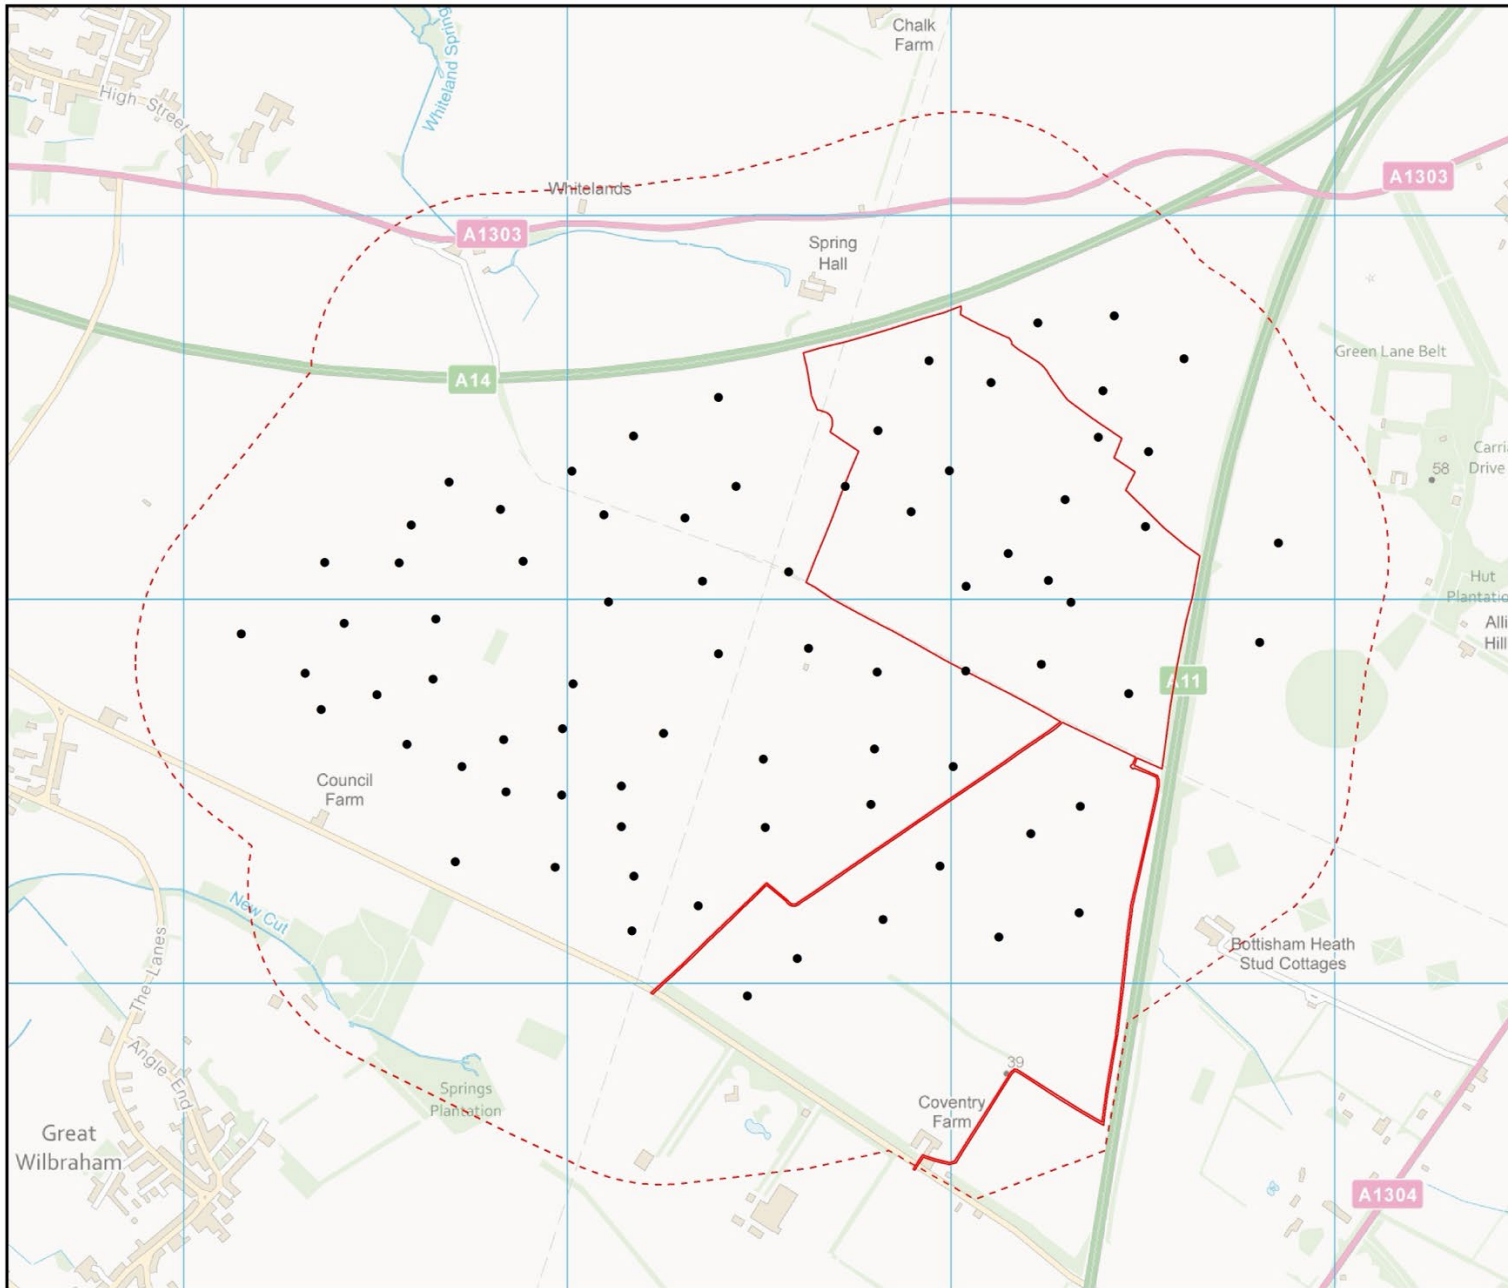 Chalk
Farm
High Street
Whiteland Spring
Whitelands
A1303
A1303
Spring
Hall
A14
Green Lane Belt
58
Drive
Hut
Hill
A11
Council
Farm
New Cut
The Lanes
Bottisham Heath
Stud Cottages
Angle End
Springs
Plantation
39
Coventry
Farm
Great
Wilbraham
A1304